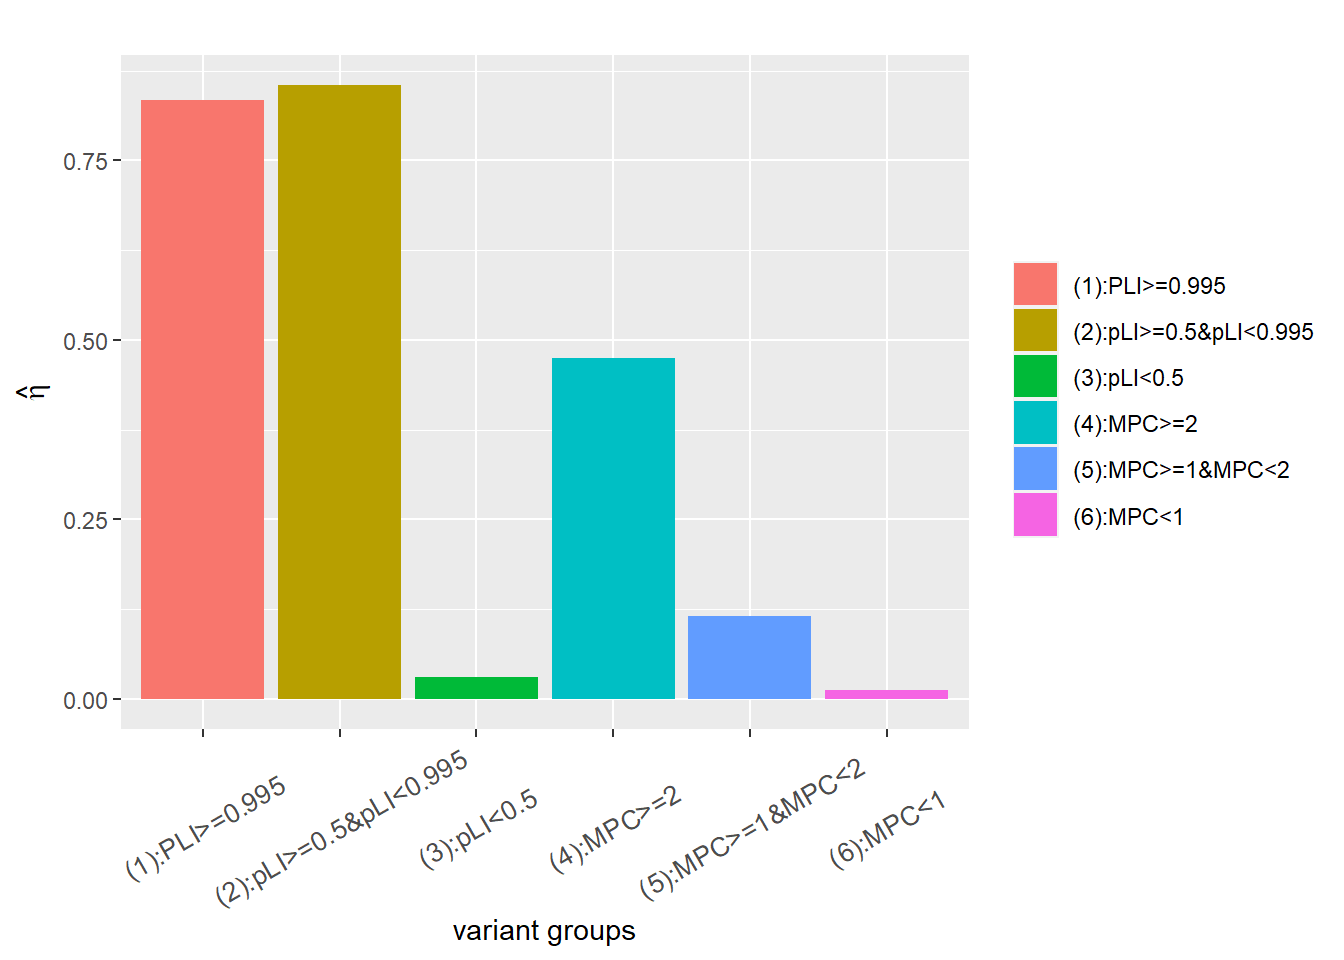 0.75
0.50
0.25
0.00
η̂
(1):PLI>=0.995
(2):pLI>=0.5&pLI<0.995
(3):pLI<0.5
(4):MPC>=2
(5):MPC>=1&MPC<2
(6):MPC<1
variant groups
(1):PLI>=0.995
(2):pLI>=0.5&pLI<0.995
(3):pLI<0.5
(4):MPC>=2
(5):MPC>=1&MPC<2
(6):MPC<1